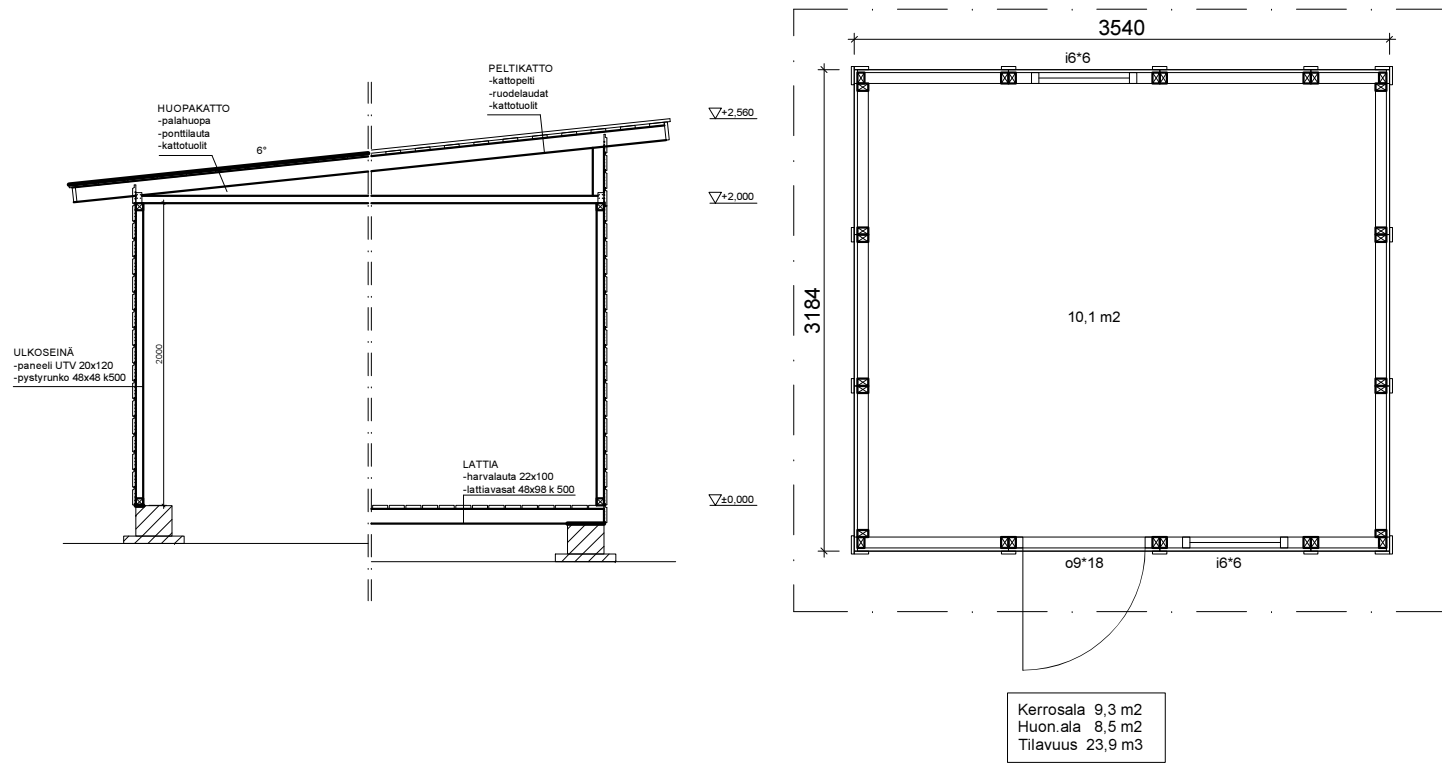 HUOPAKATTO
-palahuopa
-ponttilauta
-kattotuolit
6°
PELTIKATTO
-kattopelti
-ruodelaudat
-kattotuolit
+2,560
+2,000
ULKOSEINÄ
-paneeli UTV 20x120
-pystyrunko 48x48 k500
2000
LATTIA
-harvalauta 22x100
-lattiavasat 48x98 k 500
±0,000
3540
i6*6
3184
10,1 m2
o9*18
i6*6
Kerrosala 9,3 m2
Huon.ala 8,5 m2
Tilavuus 23,9 m3